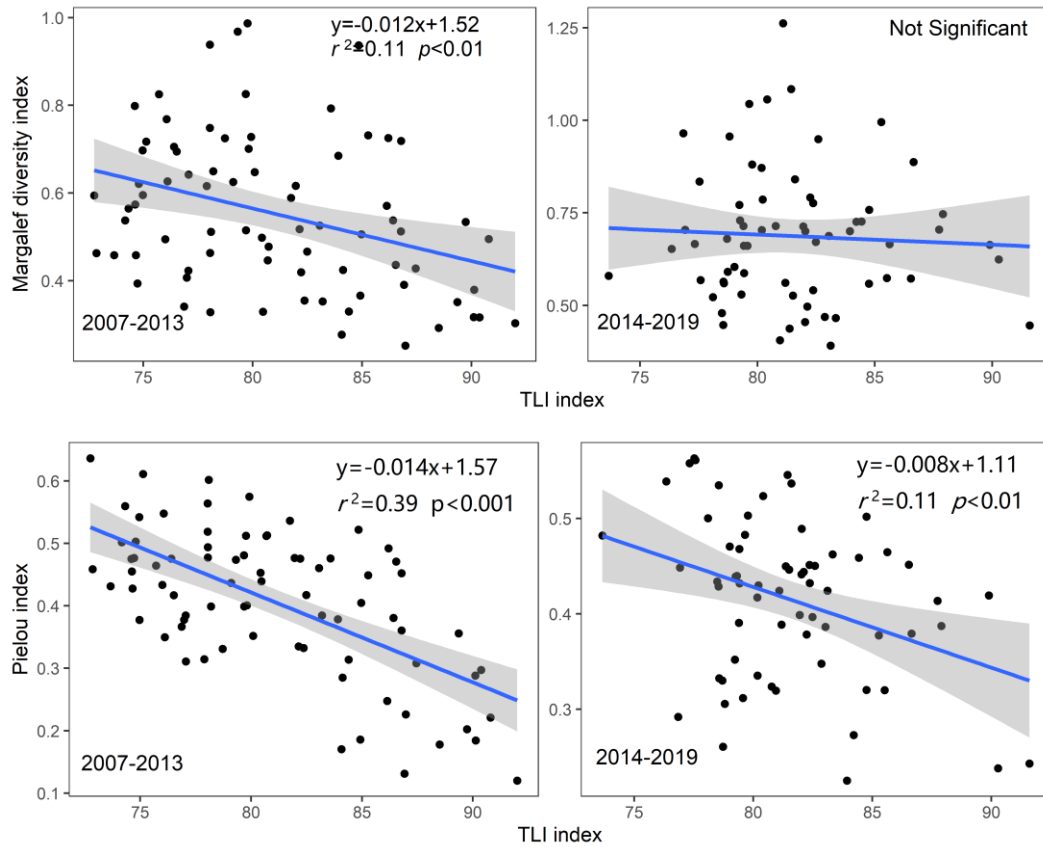 y=-0.012x+1.52
r²=0.11 p<0.01
Not Significant
Margalef diversity index
1.0
0.8
0.6
0.4
1.25
1.00
0.75
0.50
2007-2013
2014-2019
75 80 85 90
75 80 85 90
TLI index
y=-0.014x+1.57
r²=0.39 p<0.001
y=-0.008x+1.11
r²=0.11 p<0.01
Pielou index
0.6
0.5
0.4
0.3
0.2
0.1
0.5
0.4
0.3
2007-2013
2014-2019
75 80 85 90
75 80 85 90
TLI index